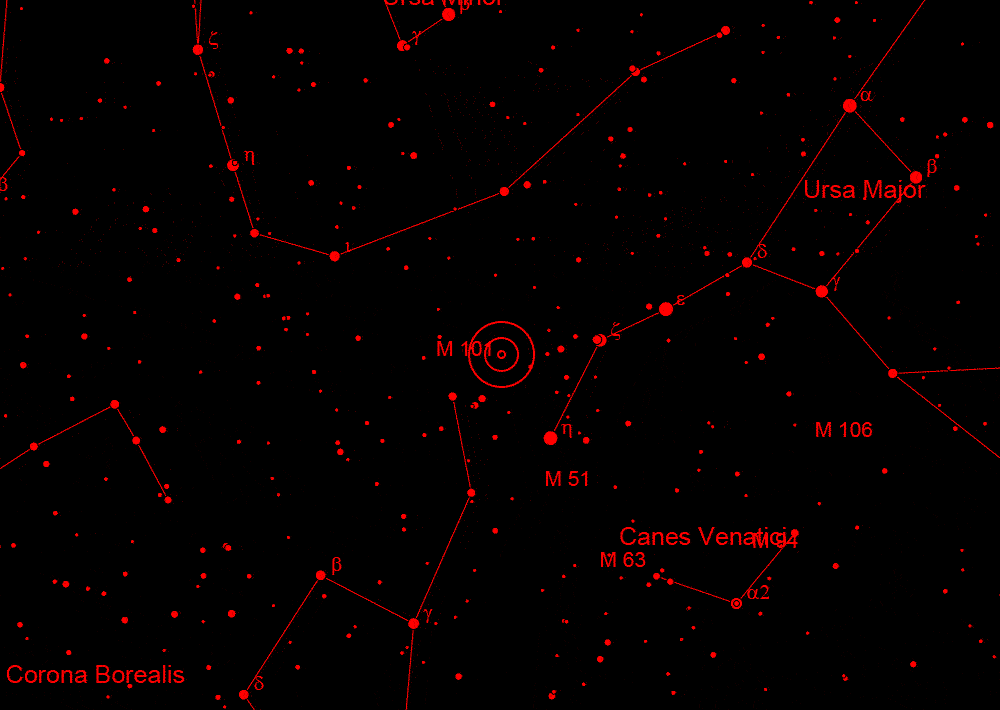 Ursa Minor
β
γ
ζ
α
η
β
β
Ursa Major
ι
δ
γ
ε
ζ
M 101
η
M 106
M 51
Canes Venatici
M 94
M 63
β
α2
γ
Corona Borealis
δ